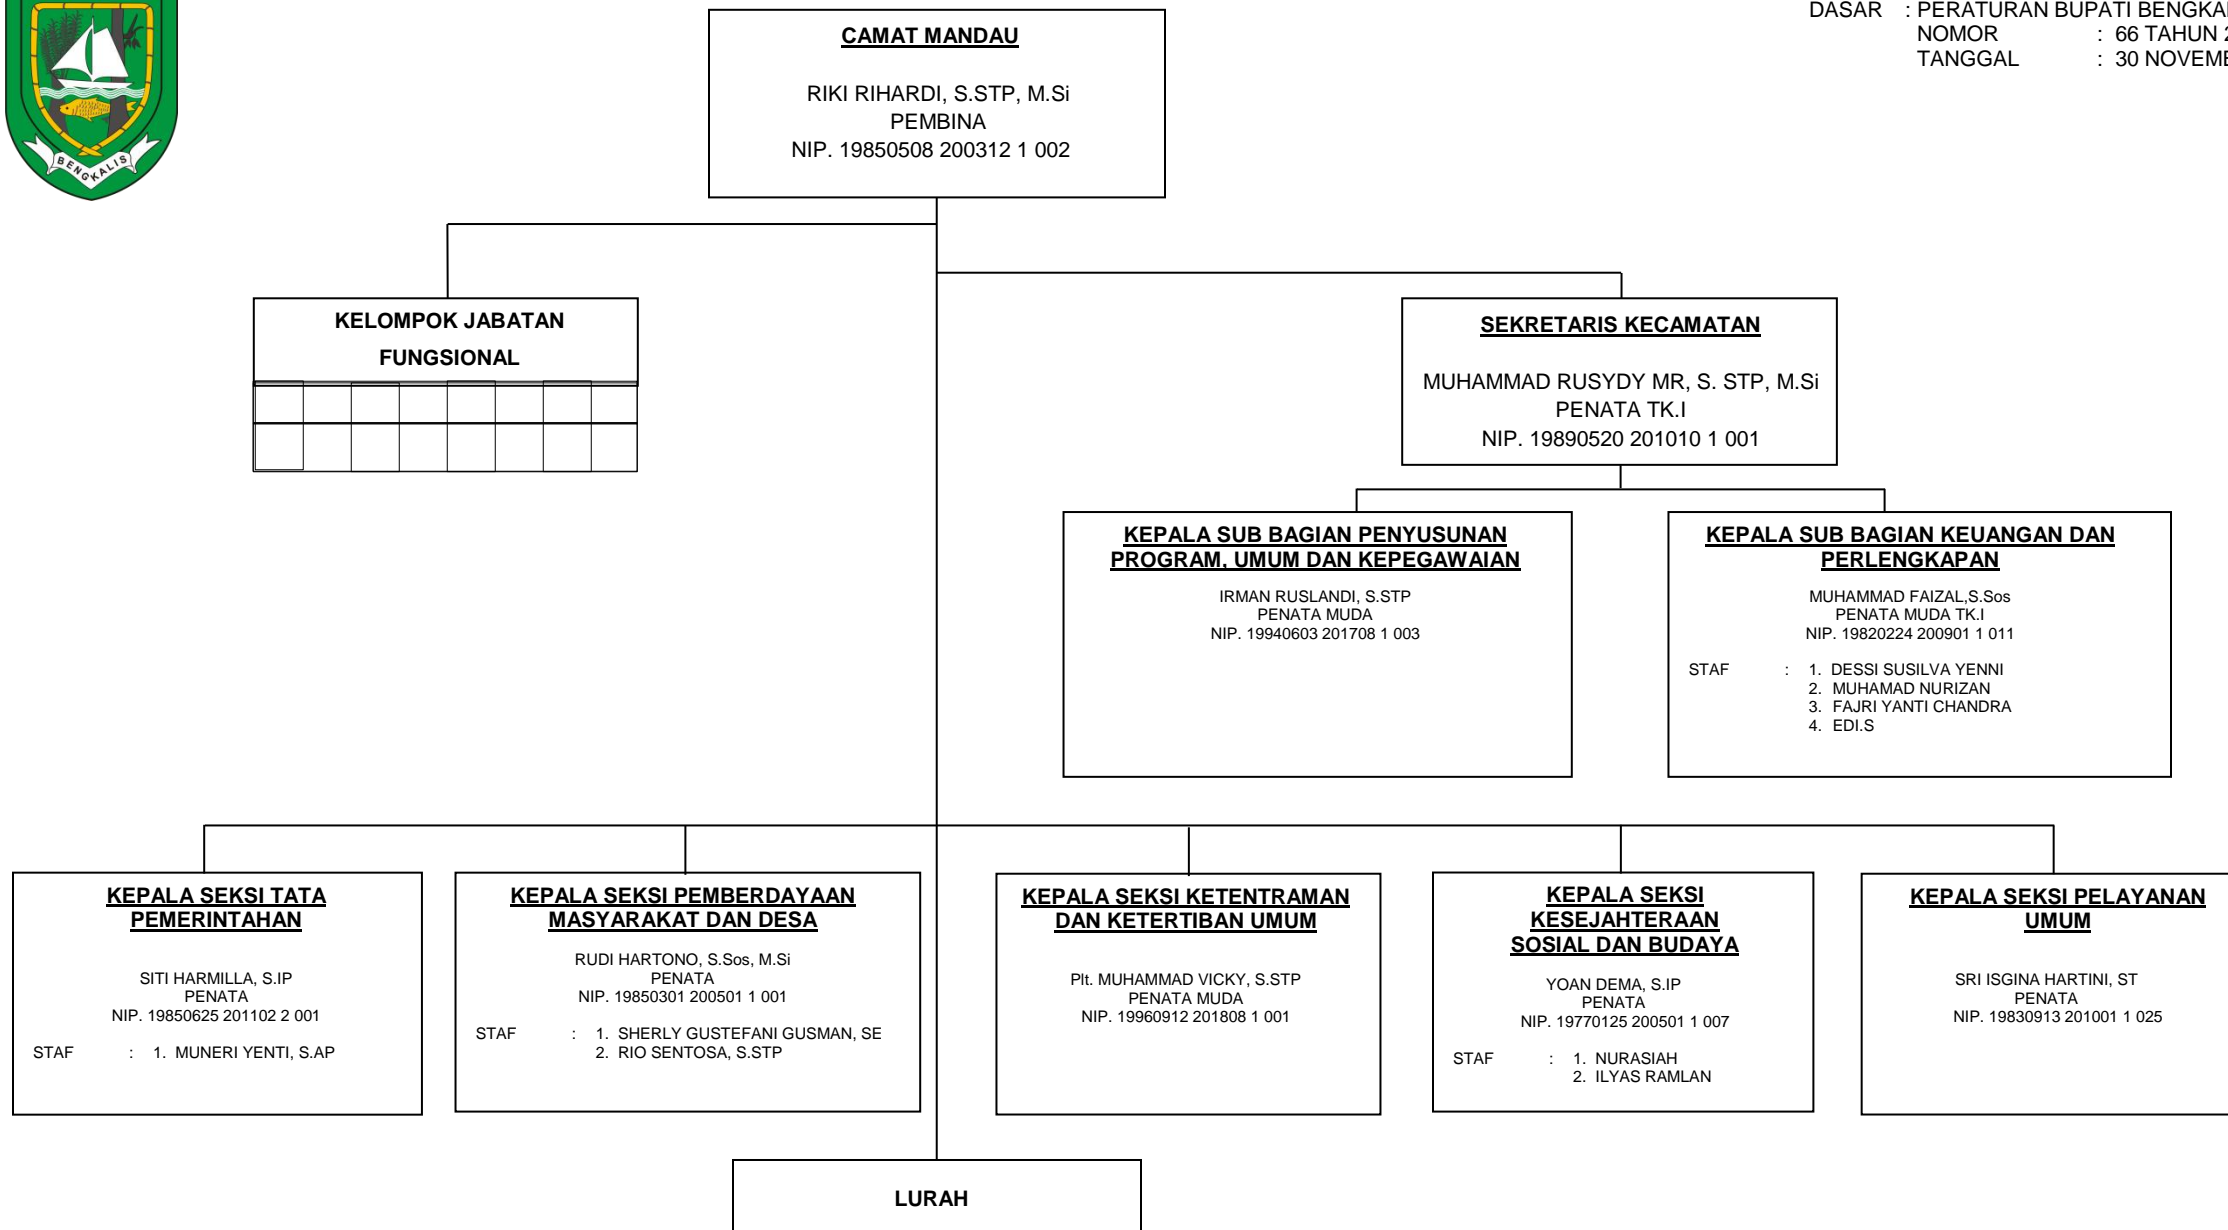 DASAR : PERATURAN BUPATI
NOMOR : 66 TAHUN
TANGGAL : 30
BENGKALIS
CAMAT MANDAU
RIKI RIHARDI, S.STP, M.Si
PEMBINA
NIP. 19850508 200312 1 002
KELOMPOK JABATAN
FUNGSIONAL
SEKRETARIS KECAMATAN
MUHAMMAD RUSYDY MR, S. STP, M.Si
PENATA TK.I
NIP. 19890520 201010 1 001
KEPALA SUB BAGIAN PENYUSUNAN
PROGRAM, UMUM DAN KEPEGAWAIAN
IRMAN RUSLANDI, S.STP
PENATA MUDA
NIP. 19940603 201708 1 003
KEPALA SUB BAGIAN KEUANGAN DAN
PERLENGKAPAN
MUHAMMAD FAIZAL,S.Sos
PENATA MUDA TK.I
NIP. 19820224 200901 1 011
STAF : 1. DESSI SUSILVA YENNI
2. MUHAMAD NURIZAN
3. FAJRI YANTI CHANDRA
4. EDI.S
KEPALA SEKSI TATA
PEMERINTAHAN
SITI HARMILLA, S.IP
PENATA
NIP. 19850625 201102 2 001
STAF : 1. MUNERI YENTI, S.AP
KEPALA SEKSI PEMBERDAYAAN
MASYARAKAT DAN DESA
RUDI HARTONO, S.Sos, M.Si
PENATA
NIP. 19850301 200501 1 001
STAF : 1. SHERLY GUSTEFANI GUSMAN, SE
2. RIO SENTOSA, S.STP
KEPALA SEKSI KETENTRAMAN
DAN KETERTIBAN UMUM
Plt. MUHAMMAD VICKY, S.STP
PENATA MUDA
NIP. 19960912 201808 1 001
KEPALA SEKSI
KESEJAHTERAAN
SOSIAL DAN BUDAYA
YOAN DEMA, S.IP
PENATA
NIP. 19770125 200501 1 007
STAF : 1. NURASIAH
2. ILYAS RAMLAN
KEPALA SEKSI PELAYANAN
UMUM
SRI ISGINA HARTINI, ST
PENATA
NIP. 19830913 201001 1 025
LURAH